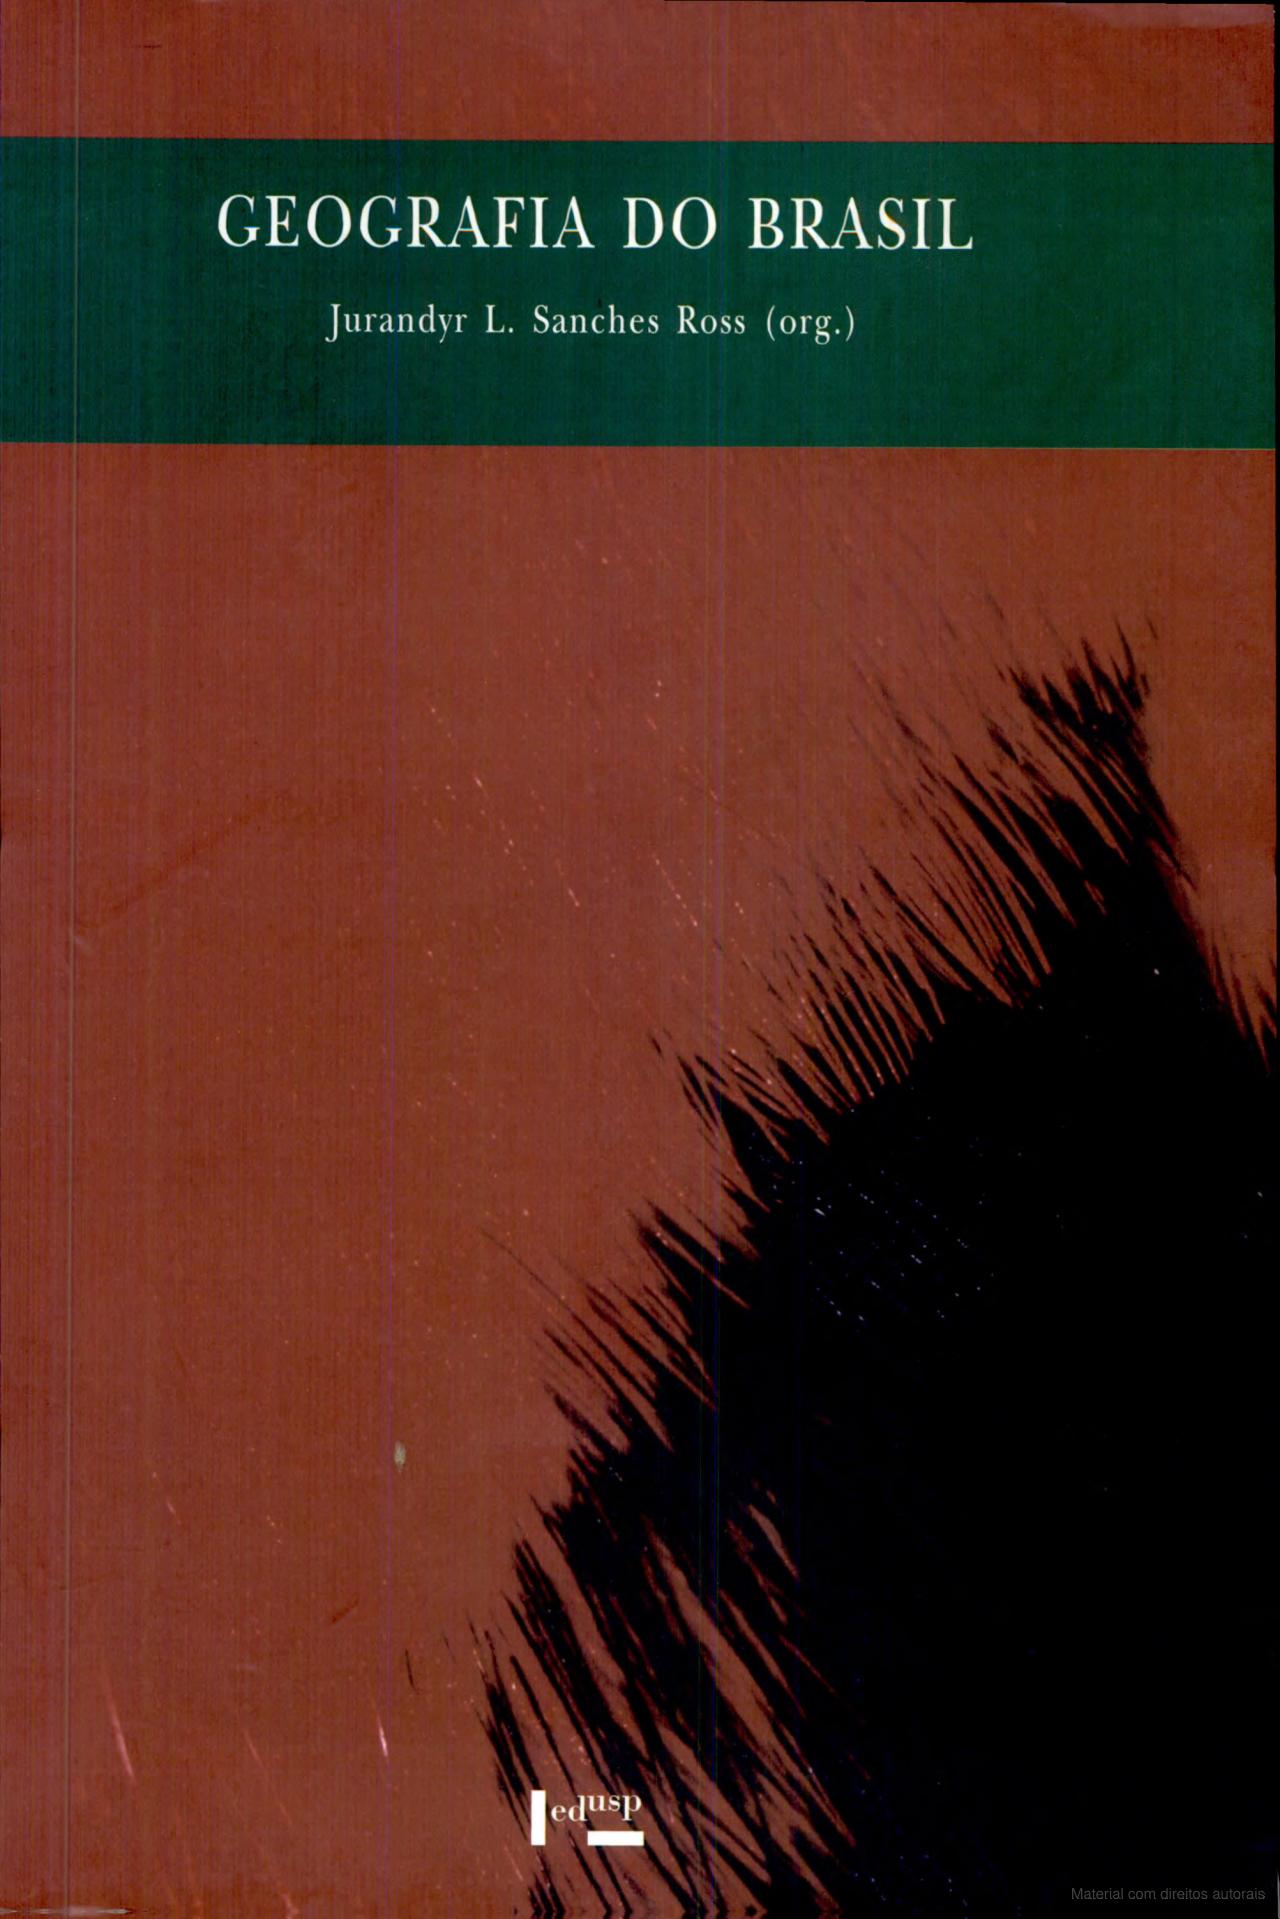 GEOGRAFIA DO BRASIL
Jurandyr L. Sanches Ross (org.)
edusp
Material com direitos autorais